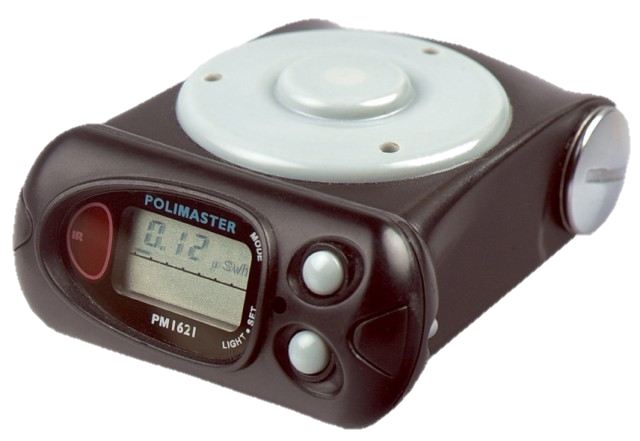 POLIMASTER
IR
0.12
µSv/h
MODE
PM1621
LIGHT • SET